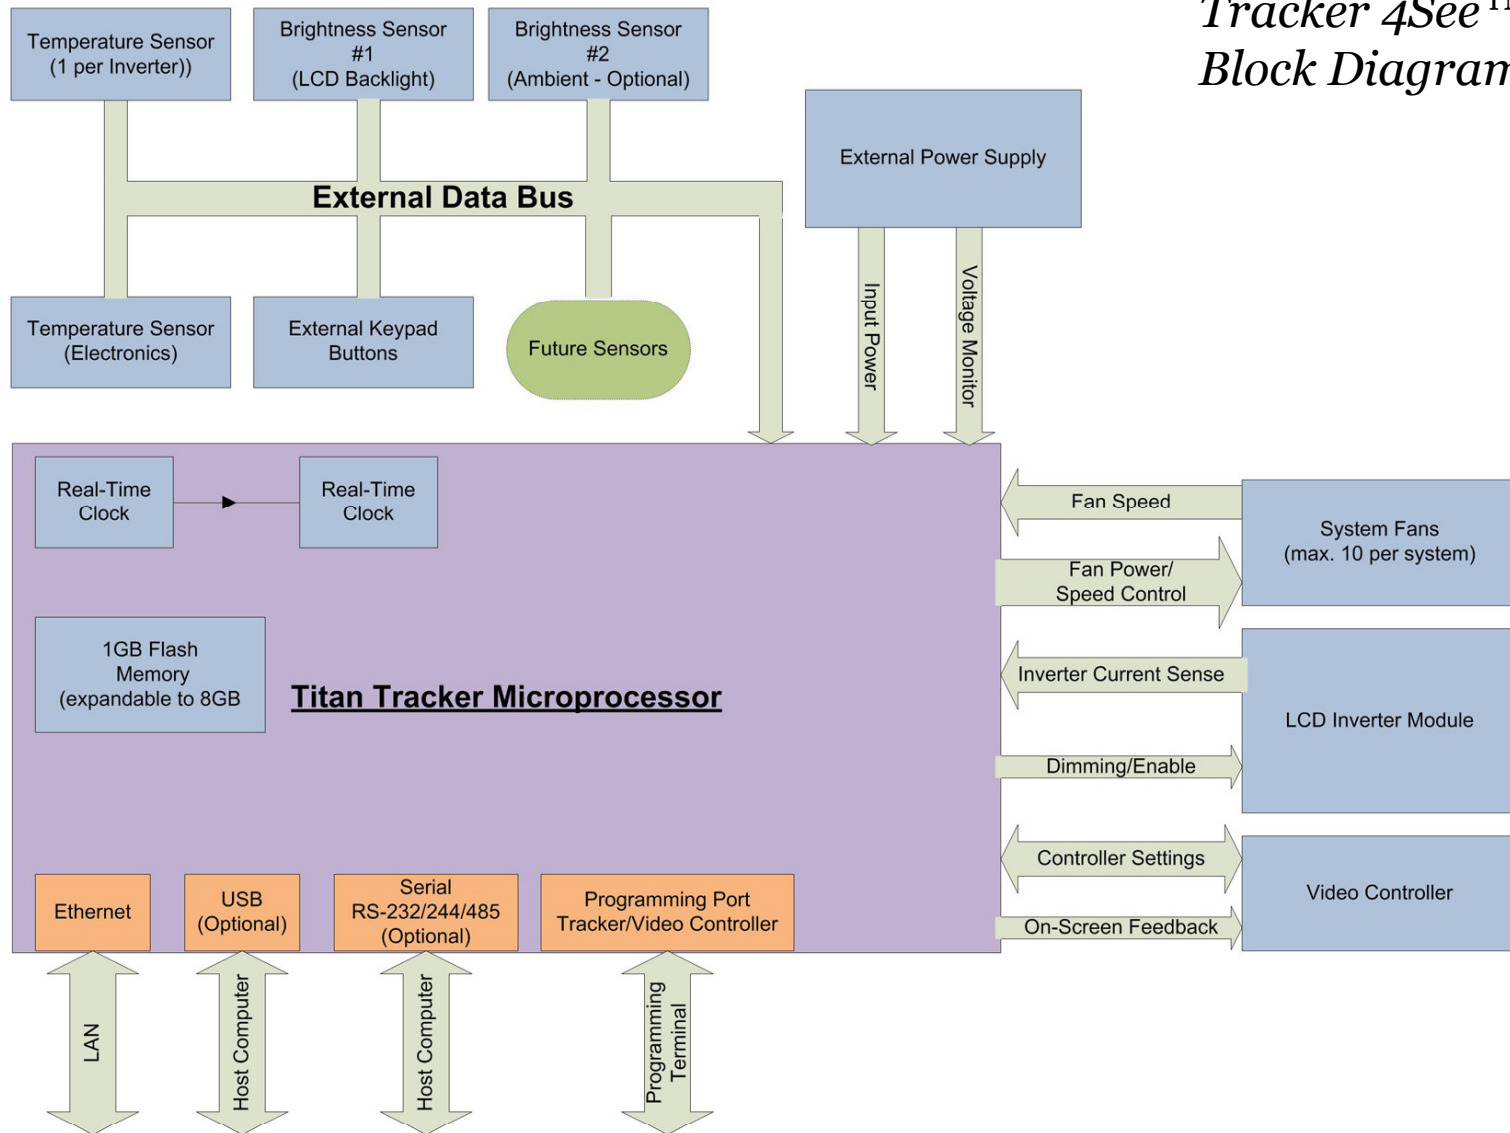 Tracker 4See™
Block Diagram
Temperature Sensor
(1 per Inverter))
Brightness Sensor
#1
(LCD Backlight)
Brightness Sensor
#2
(Ambient - Optional)
External Power Supply
External Data Bus
Temperature Sensor
(Electronics)
External Keypad
Buttons
Future Sensors
Input Power
Voltage Monitor
Real-Time
Clock
Real-Time
Clock
Fan Speed
System Fans
(max. 10 per system)
Fan Power/
Speed Control
1GB Flash
Memory
(expandable to 8GB
Titan Tracker Microprocessor
Inverter Current Sense
LCD Inverter Module
Dimming/Enable
Controller Settings
Video Controller
On-Screen Feedback
Ethernet
USB
(Optional)
Serial
RS-232/244/485
(Optional)
Programming Port
Tracker/Video Controller
LAN
Host Computer
Host Computer
Programming
Terminal